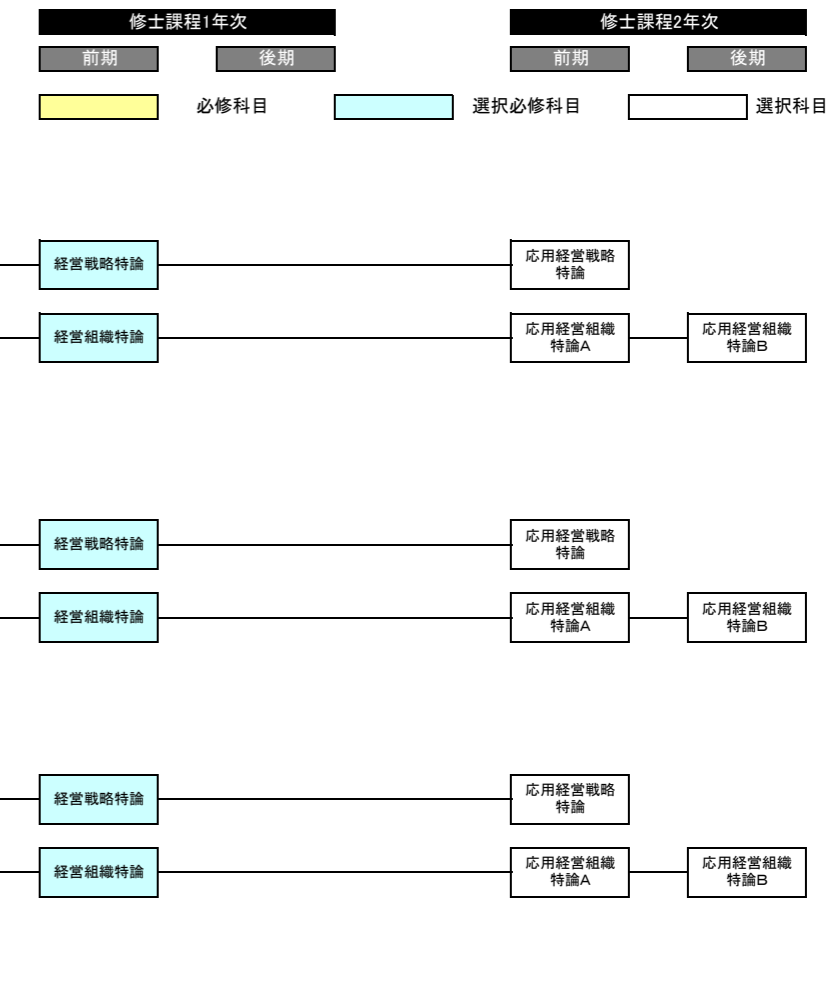 修士課程1年次
修士課程2年次
前期
後期
前期
後期
必修科目
選択必修科目
選択科目
経営戦略特論
応用経営戦略
特論
経営組織特論
応用経営組織
特論A
応用経営組織
特論B
経営戦略特論
応用経営戦略
特論
経営組織特論
応用経営組織
特論A
応用経営組織
特論B
経営戦略特論
応用経営戦略
特論
経営組織特論
応用経営組織
特論A
応用経営組織
特論B